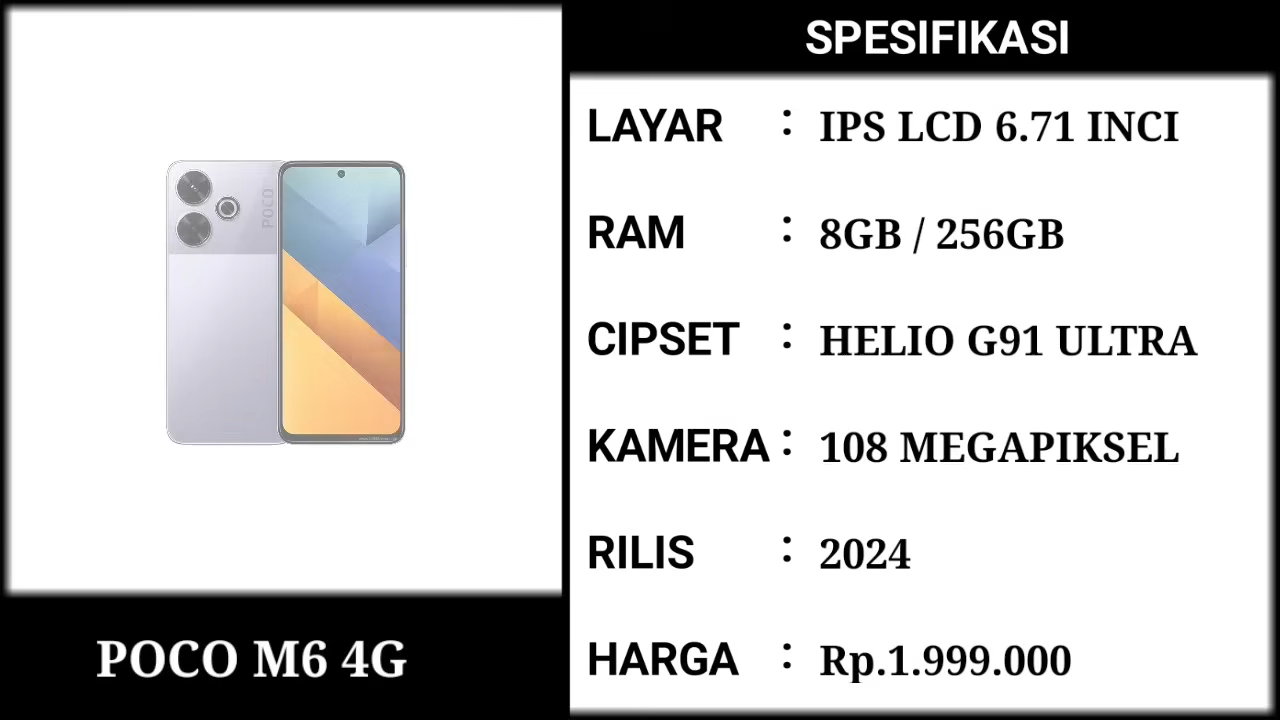 SPESIFIKASI
LAYAR : IPS LCD 6.71 INCI
RAM : 8GB / 256GB
CIPSET : HELIO G91 ULTRA
KAMERA : 108 MEGAPIKSEL
RILIS : 2024
HARGA : Rp.1.999.000
POCO
POCO M6 4G